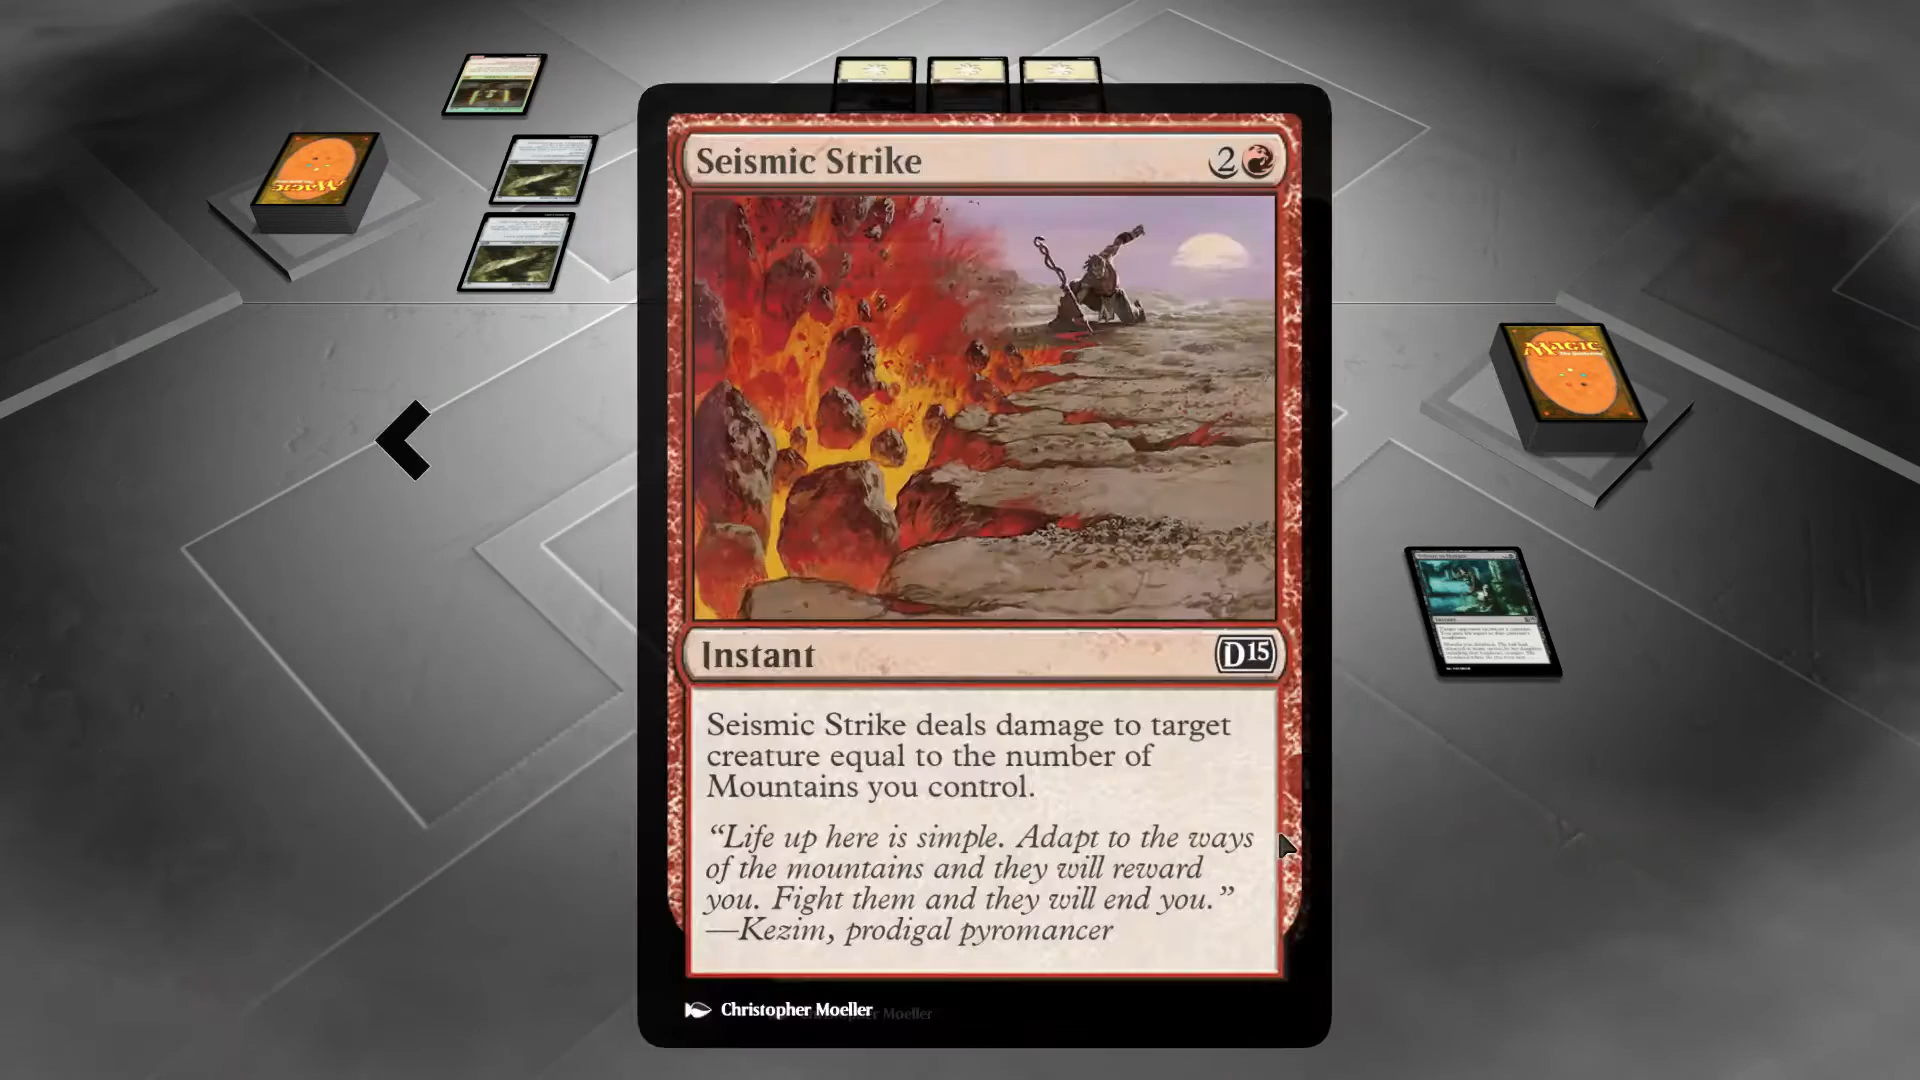 Seismic Strike 2
Instant D15
Seismic Strike deals damage to target
creature equal to the number of
Mountains you control.
“Life up here is simple. Adapt to the ways
of the mountains and they will reward
you. Fight them and they will end you.”
—Kezim, prodigal pyromancer
Christopher Moeller
MAGIC
MAGIC